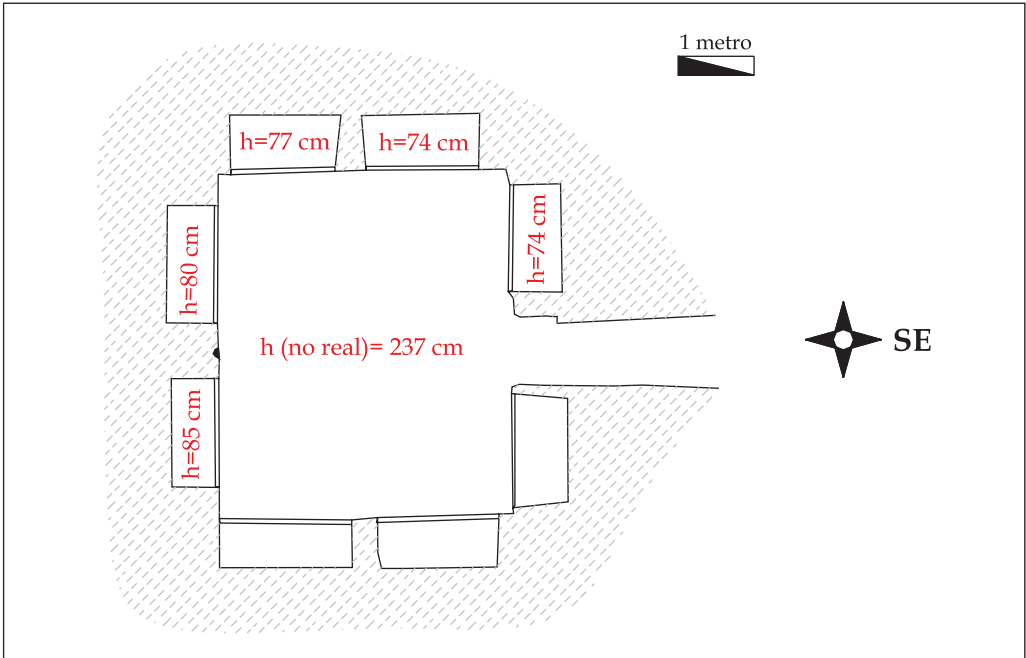 1 metro
h=77 cm
h=74 cm
h=80 cm
h=74 cm
h (no real)= 237 cm
SE
h=85 cm